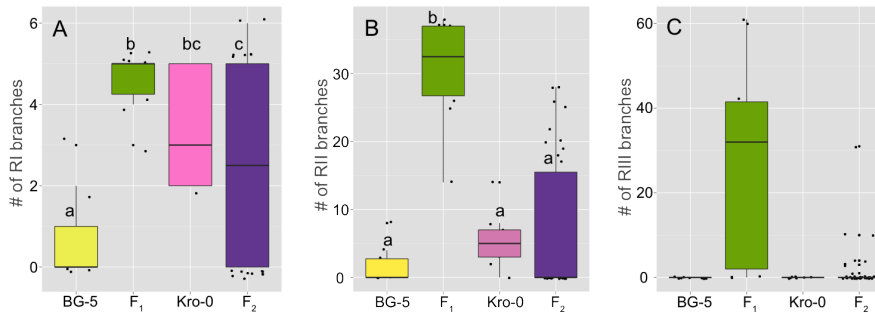 A
# of RI branches
6
4
2
0
a
b
bc
c
BG-5 F₁ Kro-0 F₂
B
# of RII branches
30
20
10
0
a
b
a
a
BG-5 F₁ Kro-0 F₂
C
# of RIII branches
60
40
20
0
BG-5 F₁ Kro-0 F₂